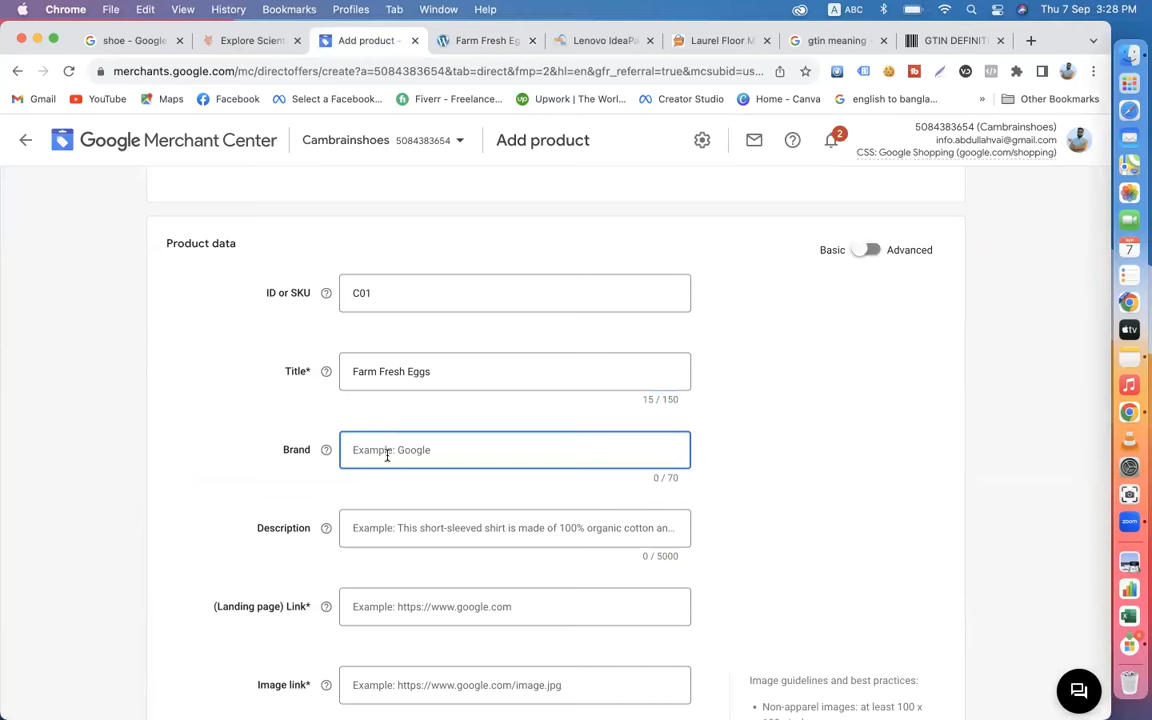 Chrome File Edit View History Bookmarks Profiles Tab Window Help A ABC Thu 7 Sep 3:28 PM
shoe - Google Explore Scient Add product - Farm Fresh Eg Lenovo IdeaPa Laurel Floor M gtin meaning - GTIN DEFINIT
merchants.google.com/mc/directoffers/create?a=5084383654&tab=direct&fmp=2&hl=en&gfr_referral=true&mcsubid=us...
Gmail YouTube Maps Facebook Select a Facebook... Fiverr - Freelance... Upwork | The Worl... Creator Studio Home - Canva english to bangla... » Other Bookmarks
Google Merchant Center Cambrainshoes 5084383654 Add product 2
5084383654 (Cambrainshoes)
info.abdullahvai@gmail.com
CSS: Google Shopping (google.com/shopping)
Product data
Basic Advanced
ID or SKU C01
Title* Farm Fresh Eggs
15 / 150
Brand Example: Google
0 / 70
Description Example: This short-sleeved shirt is made of 100% organic cotton an...
0 / 5000
(Landing page) Link* Example: https://www.google.com
Image link* Example: https://www.google.com/image.jpg
Image guidelines and best practices:
• Non-apparel images: at least 100 x
tv
zoom